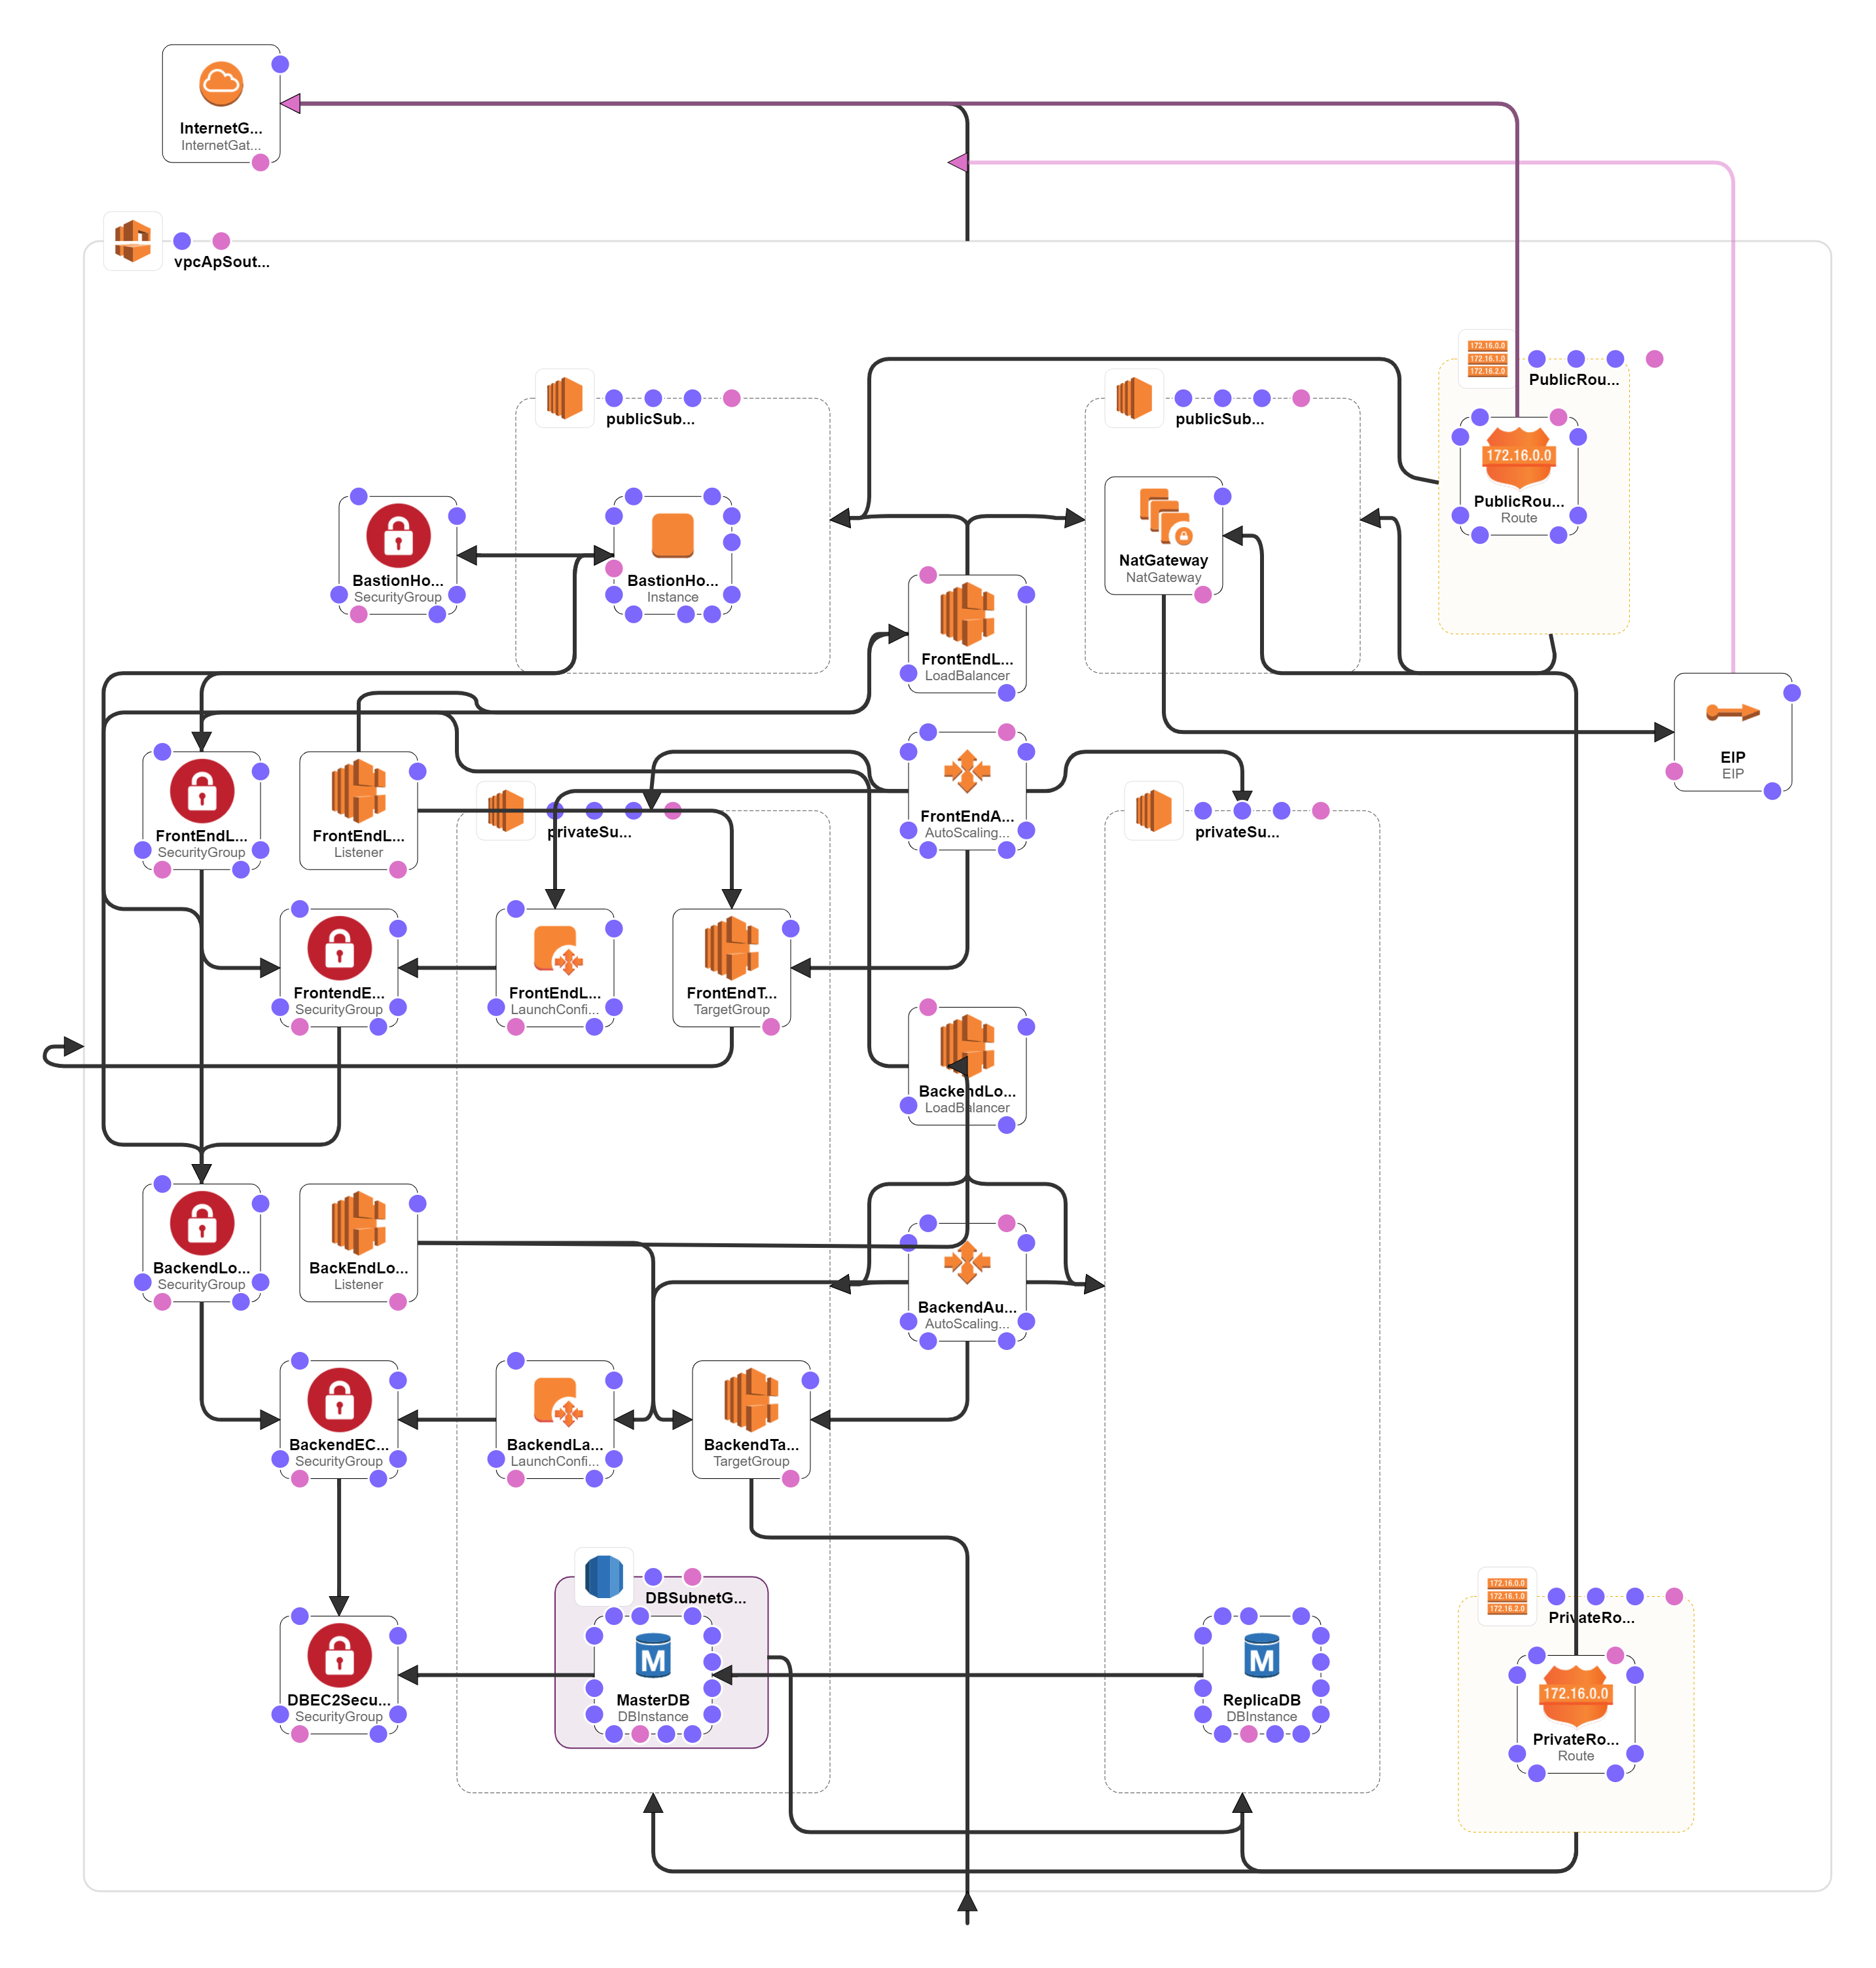 InternetG...
InternetGat...
vpcApSout...
172.16.0.0
172.16.1.0
172.16.2.0
PublicRou...
publicSub...
publicSub...
172.16.0.0
PublicRou...
Route
BastionHo...
SecurityGroup
BastionHo...
Instance
NatGateway
NatGateway
FrontEndL...
LoadBalancer
EIP
EIP
FrontEndL...
SecurityGroup
FrontEndL...
Listener
privateSu...
FrontEndA...
AutoScaling...
privateSu...
FrontendE...
SecurityGroup
FrontEndL...
LaunchConfi...
FrontEndT...
TargetGroup
BackendLo...
LoadBalancer
BackendLo...
SecurityGroup
BackEndLo...
Listener
BackendAu...
AutoScaling...
BackendEC...
SecurityGroup
BackendLa...
LaunchConfi...
BackendTa...
TargetGroup
DBSubnetG...
172.16.0.0
172.16.1.0
172.16.2.0
PrivateRo...
DBEC2Secu...
SecurityGroup
M
MasterDB
DBInstance
M
ReplicaDB
DBInstance
172.16.0.0
PrivateRo...
Route